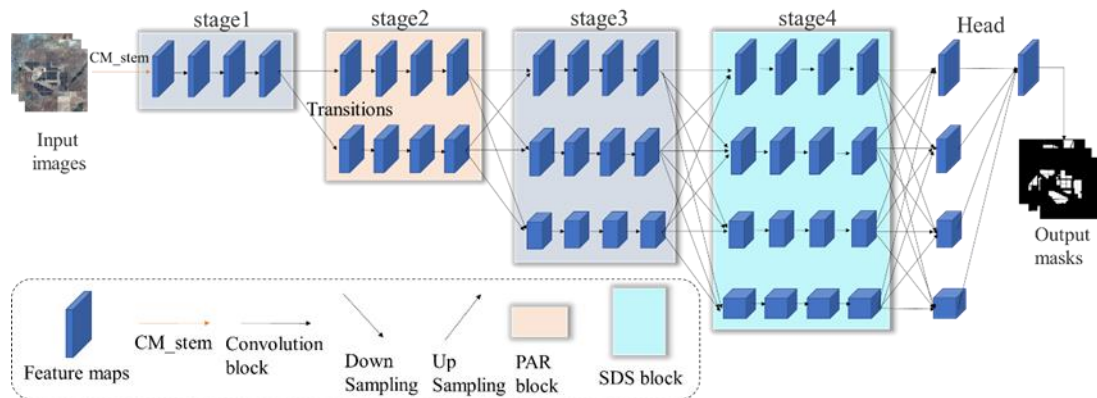 stage1
stage2
stage3
stage4
Head
CM_stem
Transitions
Input
images
Output
masks
Feature maps
CM_stem
Convolution
block
Down
Sampling
Up
Sampling
PAR
block
SDS block